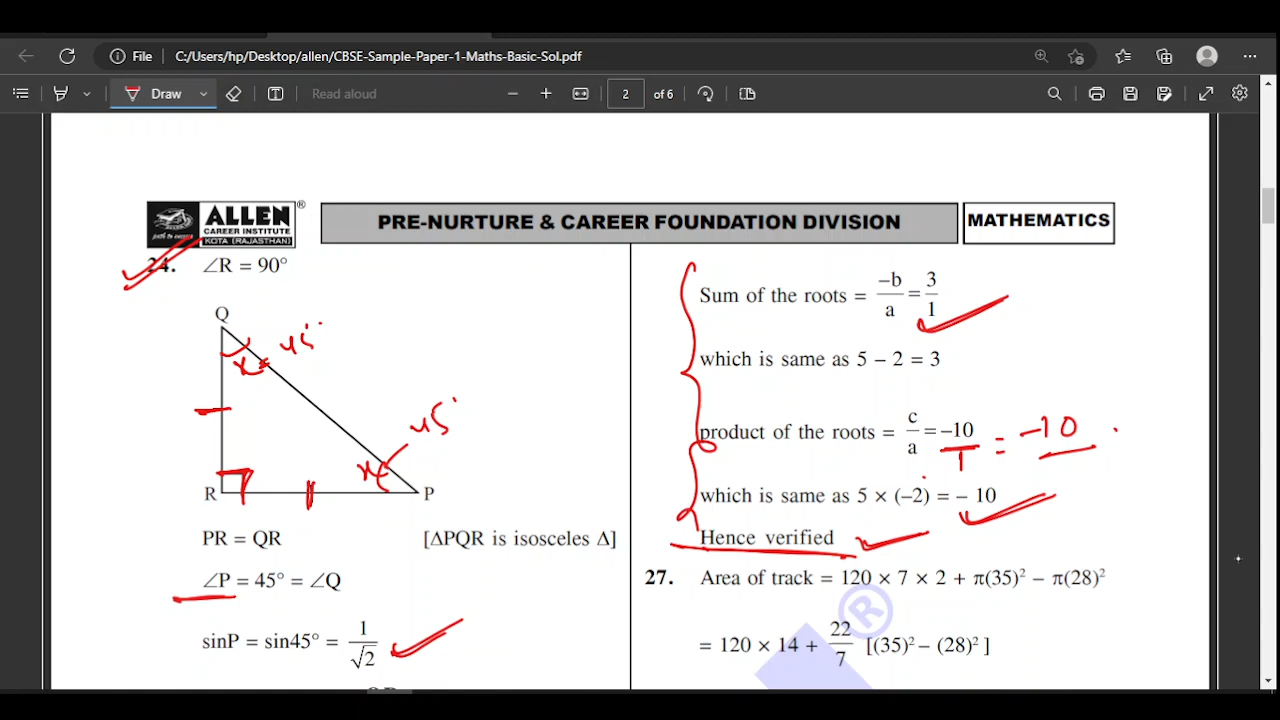 File C:/Users/hp/Desktop/allen/CBSE-Sample-Paper-1-Maths-Basic-Sol.pdf
Draw Read aloud 2 of 6
ALLEN
CAREER INSTITUTE
KOTA (RAJASTHAN)
PRE-NURTURE & CAREER FOUNDATION DIVISION
MATHEMATICS
24. ∠R = 90°
Q
45°
x
45°
x
R
P
PR = QR [ΔPQR is isosceles Δ]
∠P = 45° = ∠Q
sinP = sin45° = 1/√2
Sum of the roots = –b/a = 3/1
which is same as 5 – 2 = 3
product of the roots = c/a = –10/1 = –10
which is same as 5 × (–2) = – 10
Hence verified
27. Area of track = 120 × 7 × 2 + π(35)² – π(28)²
= 120 × 14 + 22/7 [(35)² – (28)² ]